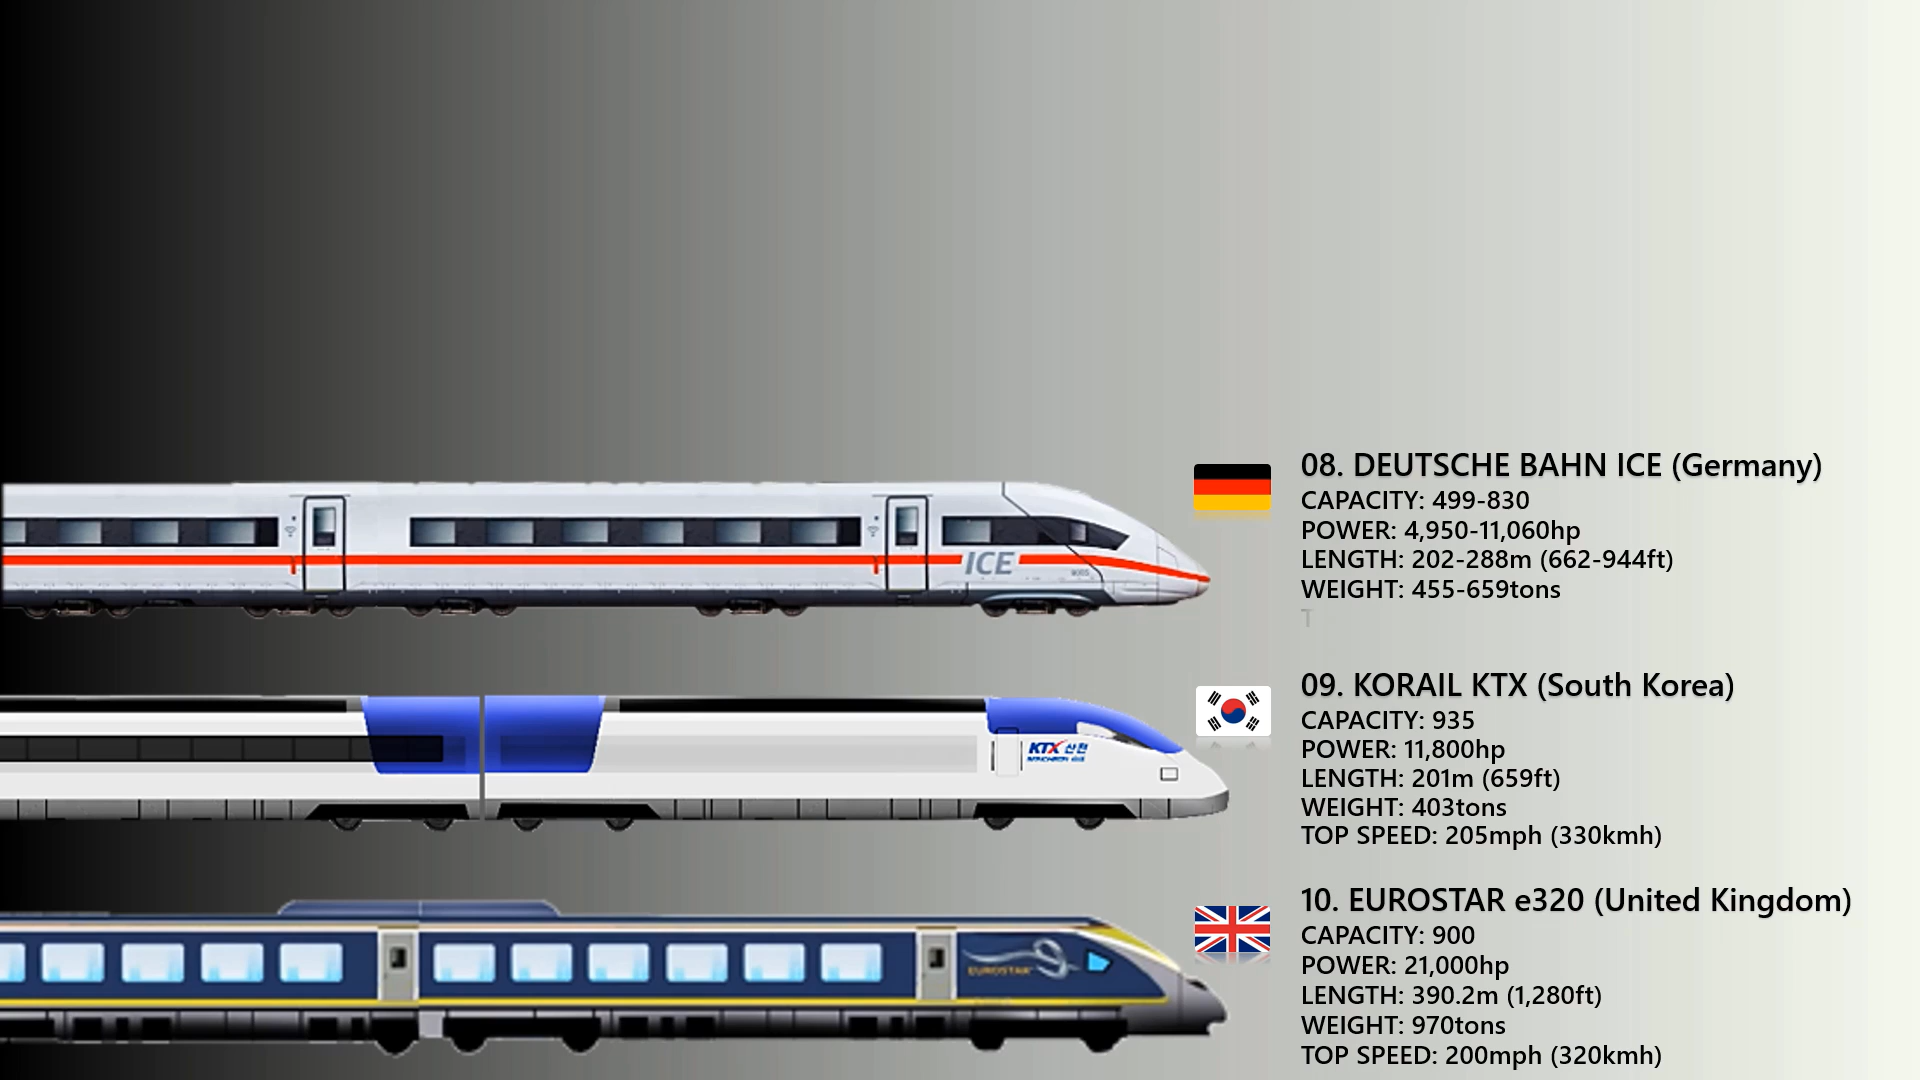 08. DEUTSCHE BAHN ICE (Germany)
CAPACITY: 499-830
POWER: 4,950-11,060hp
LENGTH: 202-288m (662-944ft)
WEIGHT: 455-659tons
T
ICE
09. KORAIL KTX (South Korea)
CAPACITY: 935
POWER: 11,800hp
LENGTH: 201m (659ft)
WEIGHT: 403tons
TOP SPEED: 205mph (330kmh)
KTX 산천
10. EUROSTAR e320 (United Kingdom)
CAPACITY: 900
POWER: 21,000hp
LENGTH: 390.2m (1,280ft)
WEIGHT: 970tons
TOP SPEED: 200mph (320kmh)
EUROSTAR